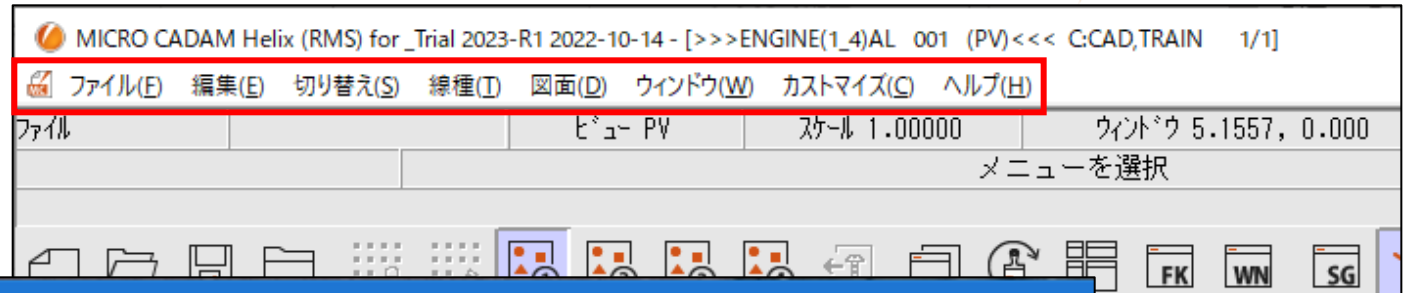 MICRO CADAM Helix (RMS) for _Trial 2023-R1 2022-10-14 - [>>>ENGINE(1_4)AL 001 (PV)<<< C:CAD,TRAIN 1/1]
ファイル(F) 編集(E) 切り替え(S) 線種(T) 図面(D) ウィンドウ(W) カスタマイズ(C) ヘルプ(H)
ファイル ビュー PV スケール 1.00000 ウィンドウ 5.1557, 0.000
メニューを選択
FK WN SG